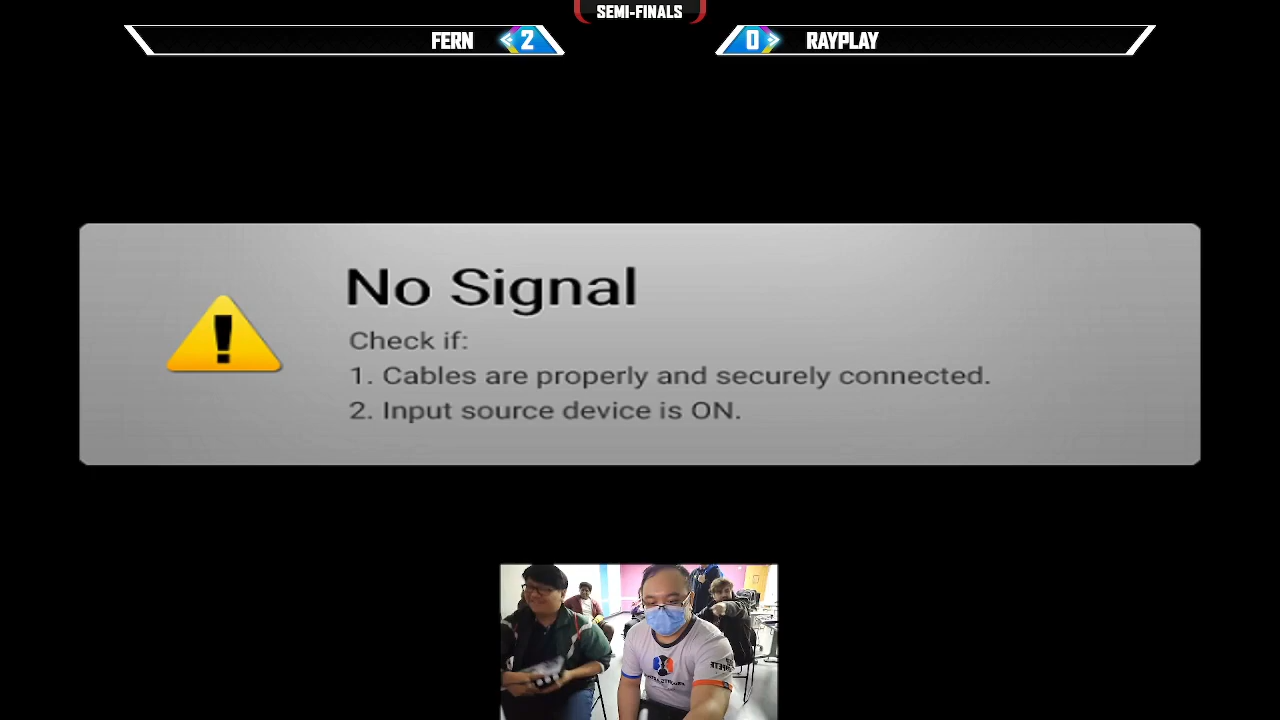 SEMI-FINALS
FERN 2
0 RAYPLAY
No Signal
Check if:
1. Cables are properly and securely connected.
2. Input source device is ON.